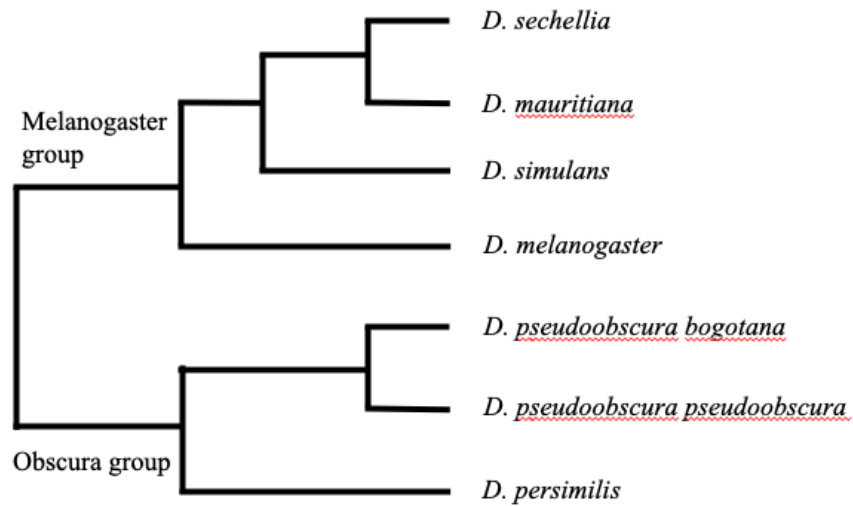 D. sechellia
D. mauritiana
Melanogaster
group
D. simulans
D. melanogaster
D. pseudoobscura bogotana
D. pseudoobscura pseudoobscura
Obscura group
D. persimilis